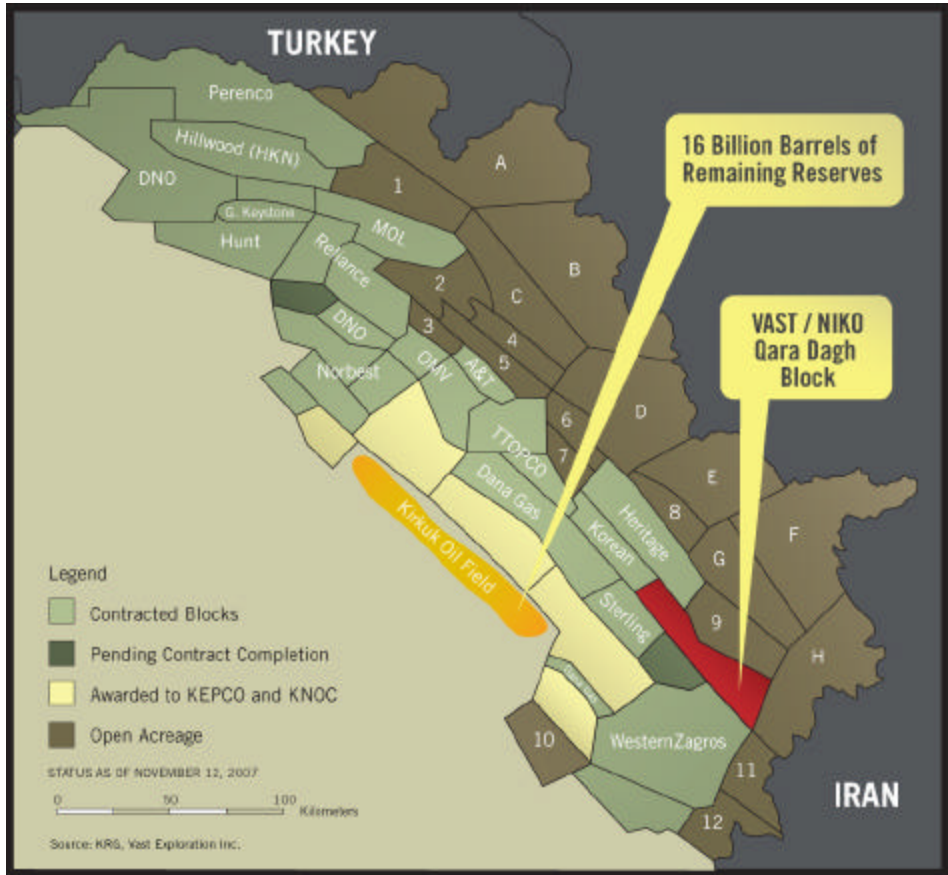 TURKEY
Perenco
Hillwood (HKN)
DNO
G. Keystone
Hunt
MOL
Reliance
DNO
Norbest
OMV
A&T
TTOPCO
Dana Gas
Korean
Heritage
Sterling
WesternZagros
Kirkuk Oil Field
1
2
3
4
5
6
7
8
9
10
11
12
A
B
C
D
E
F
G
H
16 Billion Barrels of
Remaining Reserves
VAST / NIKO
Qara Dagh
Block
IRAN
Legend
Contracted Blocks
Pending Contract Completion
Awarded to KEPCO and KNOC
Open Acreage
STATUS AS OF NOVEMBER 12, 2007
0 50 100
Kilometers
Source: KRG, Vast Exploration Inc.